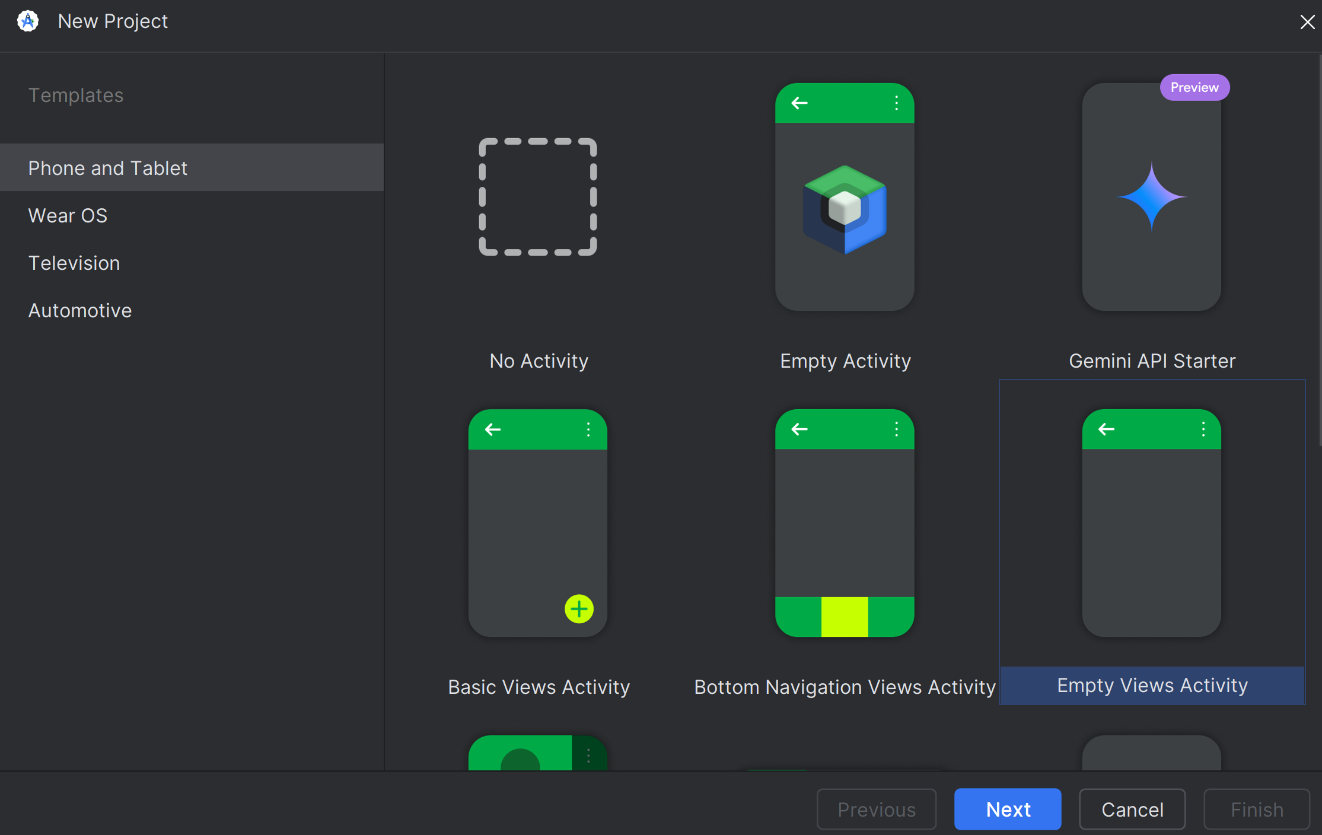 New Project
Templates
Phone and Tablet
Wear OS
Television
Automotive
Preview
No Activity
Empty Activity
Gemini API Starter
Basic Views Activity
Bottom Navigation Views Activity
Empty Views Activity
Previous
Next
Cancel
Finish